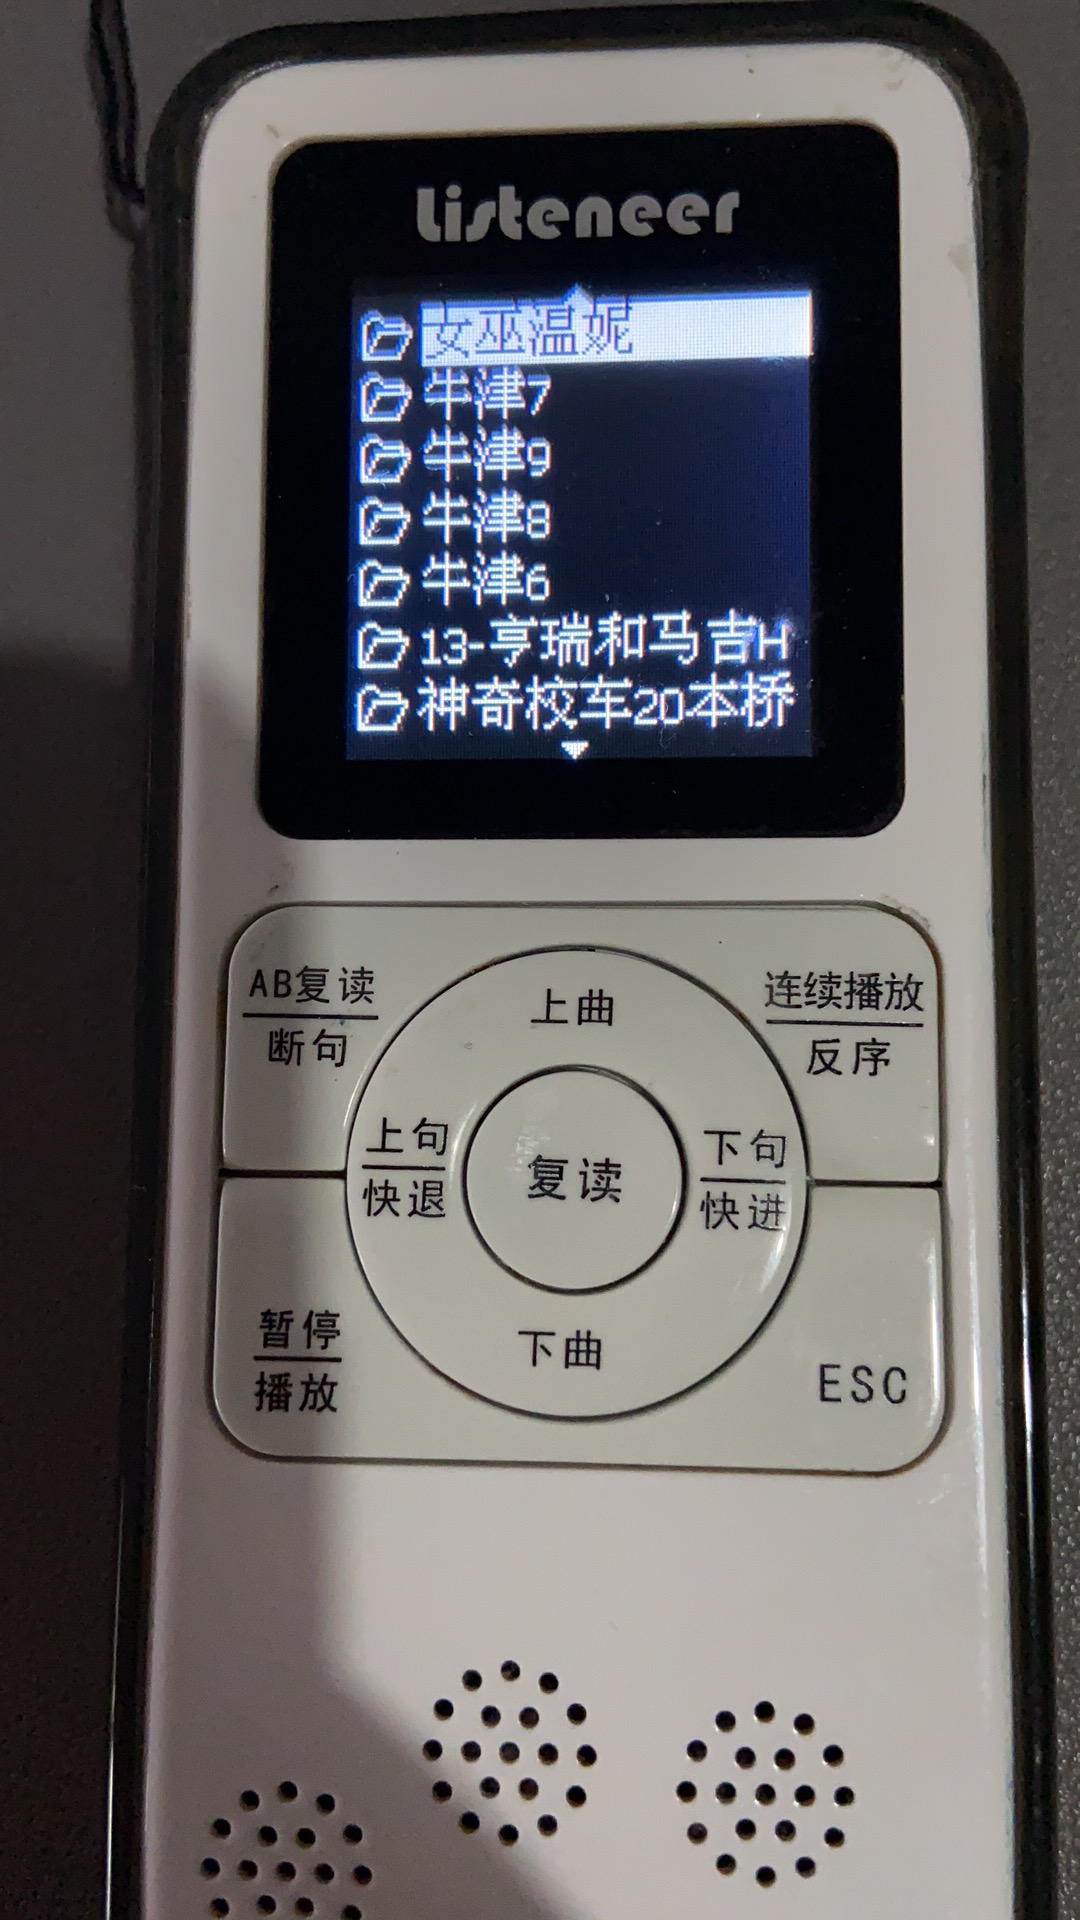 Listeneer
女巫温妮
牛津7
牛津9
牛津8
牛津6
13-亨瑞和马吉H
神奇校车20本桥
AB复读
断句
上曲
连续播放
反序
上句
快退
复读
下句
快进
暂停
播放
下曲
ESC